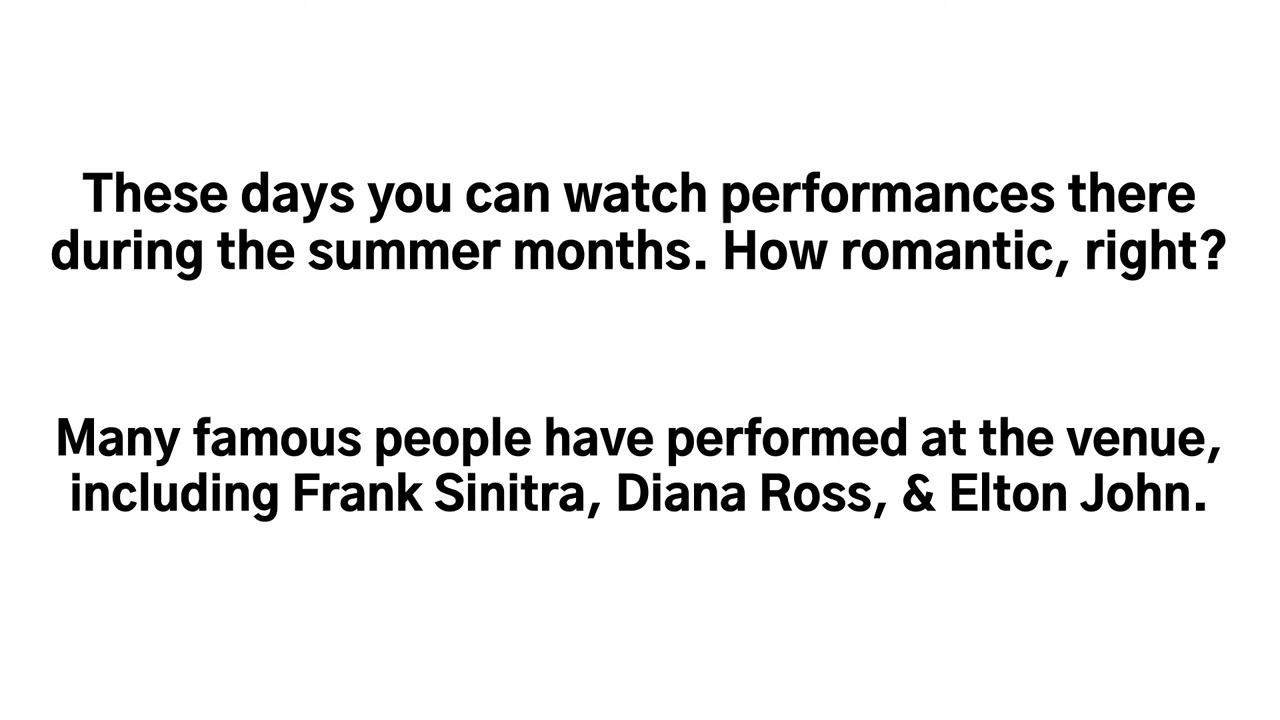 These days you can watch performances there
during the summer months. How romantic, right?
Many famous people have performed at the venue,
including Frank Sinitra, Diana Ross, & Elton John.